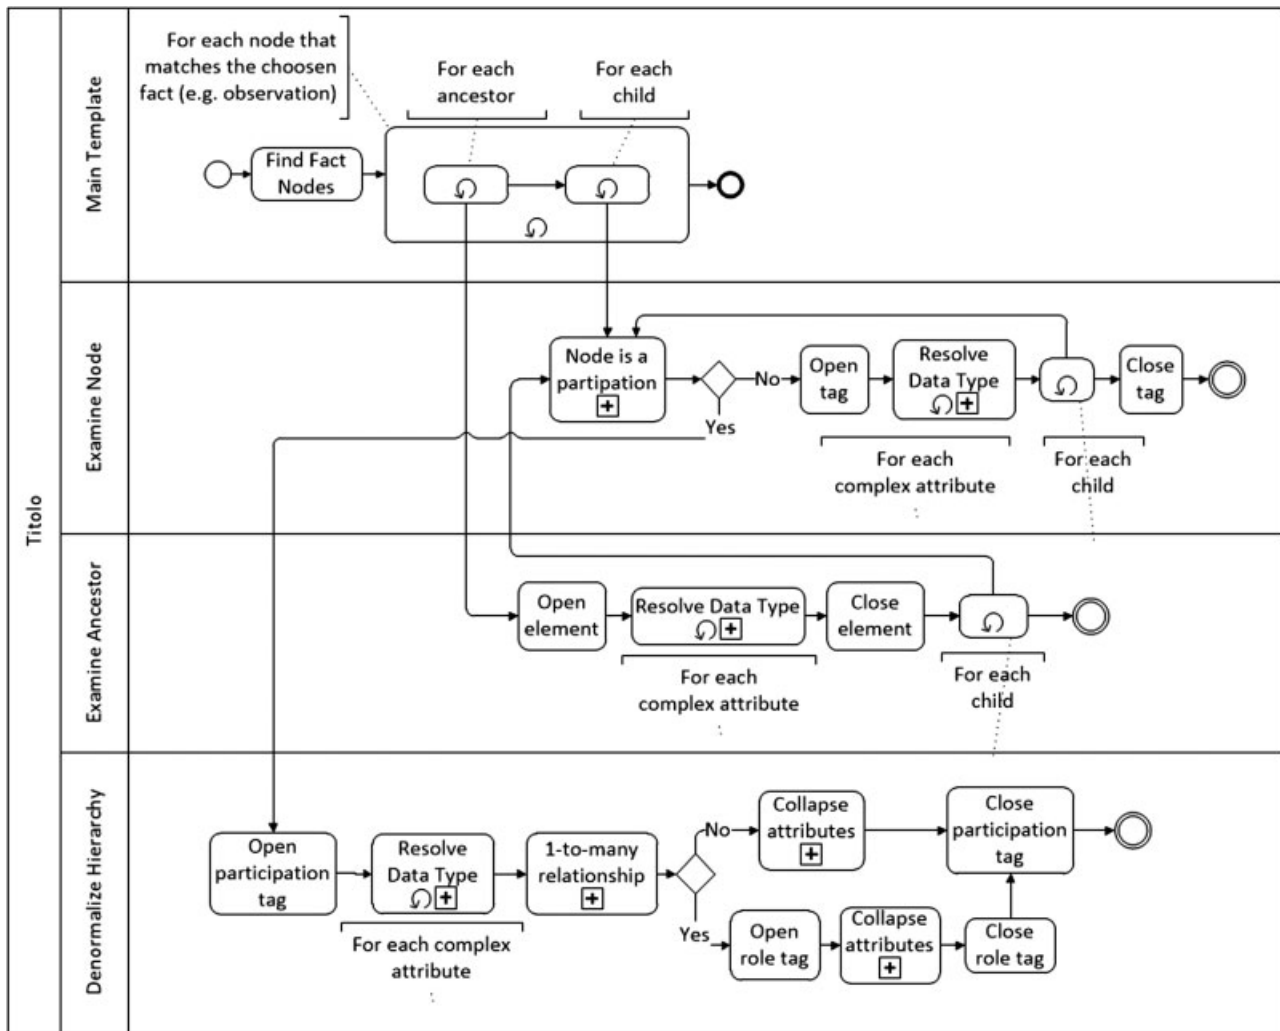 Titolo
Main Template
For each node that
matches the choosen
fact (e.g. observation)
For each
ancestor
For each
child
Find Fact
Nodes
Examine Node
Node is a
partipation
No
Yes
Open
tag
Resolve
Data Type
Close
tag
For each
complex attribute
For each
child
Examine Ancestor
Open
element
Resolve Data Type
Close
element
For each
complex attribute
For each
child
Denormalize Hierarchy
Open
participation
tag
Resolve
Data Type
1-to-many
relationship
For each complex
attribute
No
Yes
Collapse
attributes
Close
participation
tag
Open
role tag
Collapse
attributes
Close
role tag